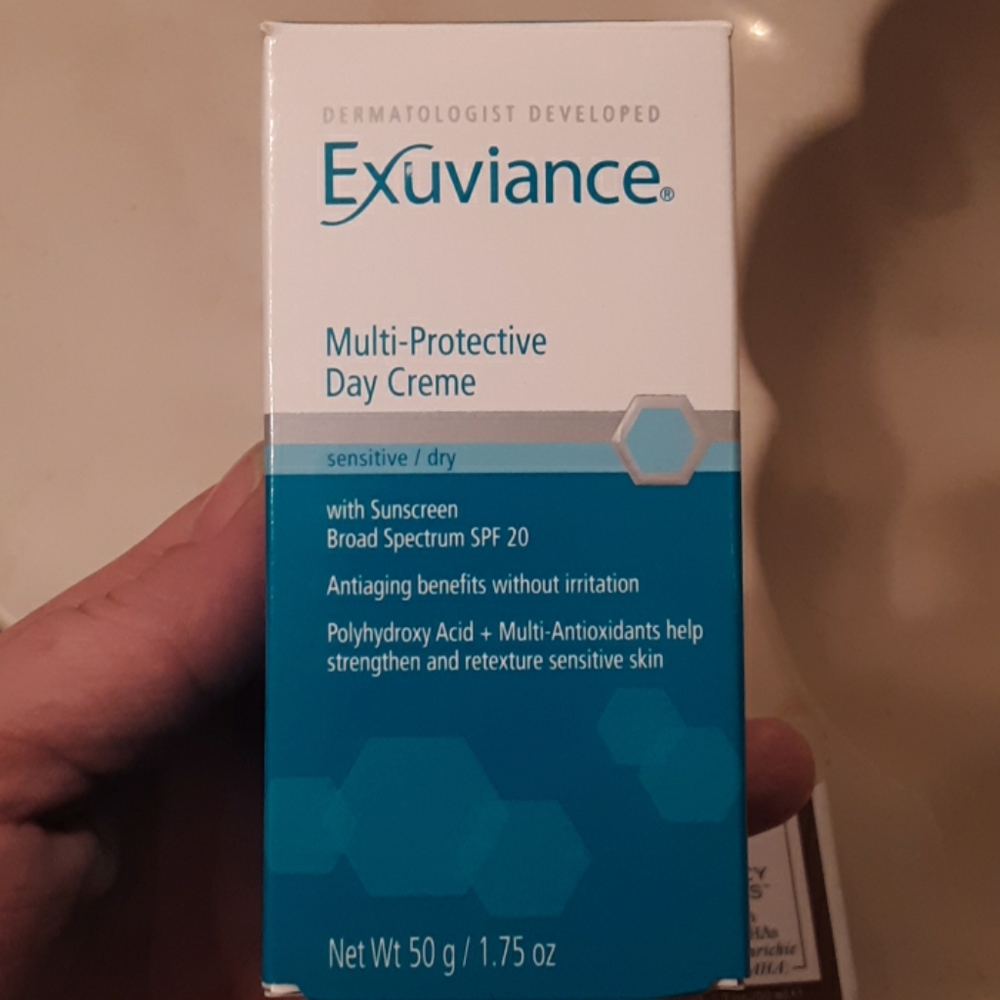 DERMATOLOGIST DEVELOPED
Exuviance®
Multi-Protective
Day Creme
sensitive / dry
with Sunscreen
Broad Spectrum SPF 20
Antiaging benefits without irritation
Polyhydroxy Acid + Multi-Antioxidants help
strengthen and retexture sensitive skin
Net Wt 50 g / 1.75 oz